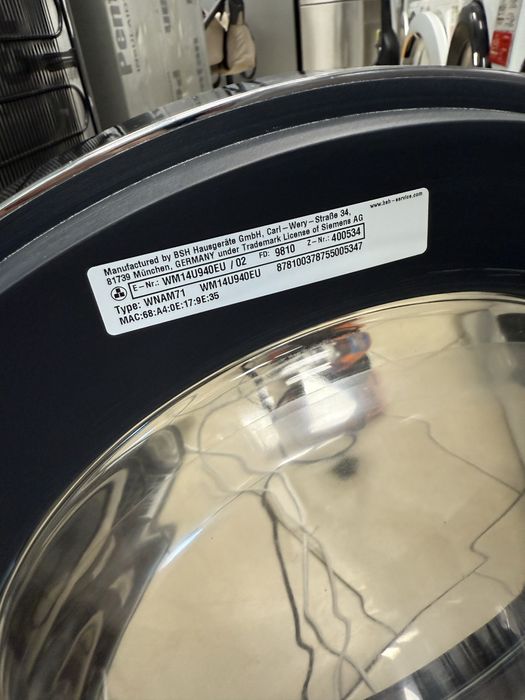 www.bsh-service.com
Manufactured by BSH Hausgeräte GmbH, Carl-Wery-Straße 34,
81739 München, GERMANY under Trademark License of Siemens AG
E-Nr.: WM14U940EU / 02 FD: 9810 Z-Nr.: 400534
Type: WNAM71 WM14U940EU 878100378755005347
MAC:68:A4:0E:17:9E:35